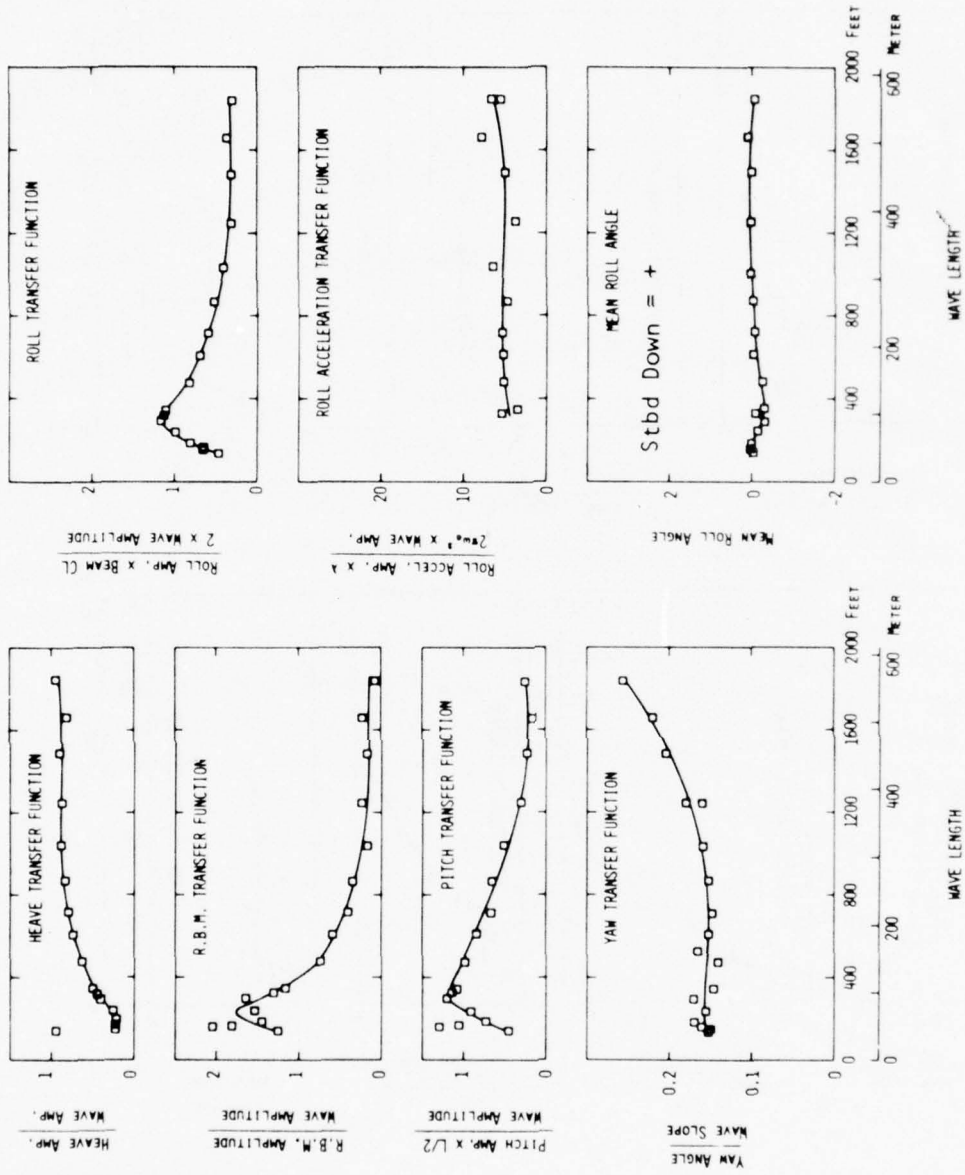 HEAVE TRANSFER FUNCTION
HEAVE AMP.
WAVE AMP.
1
0
R.B.M. TRANSFER FUNCTION
R.B.M. AMPLITUDE
WAVE AMPLITUDE
2
1
0
PITCH TRANSFER FUNCTION
PITCH AMP. x L/2
WAVE AMPLITUDE
1
0
YAW TRANSFER FUNCTION
YAW ANGLE
WAVE SLOPE
0.2
0.1
0
0 400 800 1200 1600 2000 FEET
0 200 400 600 METER
WAVE LENGTH
ROLL TRANSFER FUNCTION
ROLL AMP. x BEAM CL
2 x WAVE AMPLITUDE
2
1
0
ROLL ACCELERATION TRANSFER FUNCTION
ROLL ACCEL. AMP. x λ
2πωe² x WAVE AMP.
20
10
0
MEAN ROLL ANGLE
Stbd Down = +
MEAN ROLL ANGLE
2
0
-2
0 400 800 1200 1600 2000 FEET
0 200 400 600 METER
WAVE LENGTH